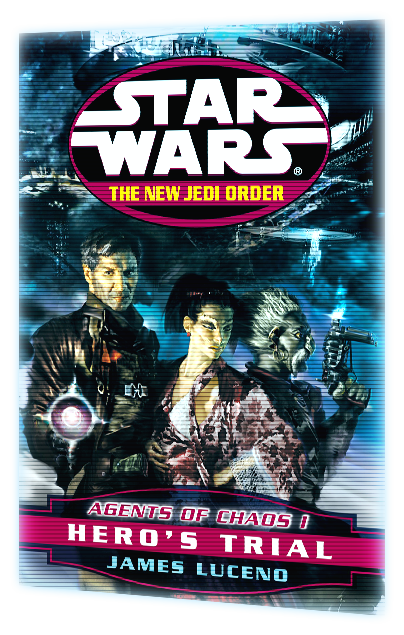 STAR
WARS®
THE NEW JEDI ORDER
AGENTS OF CHAOS I
HERO'S TRIAL
JAMES LUCENO